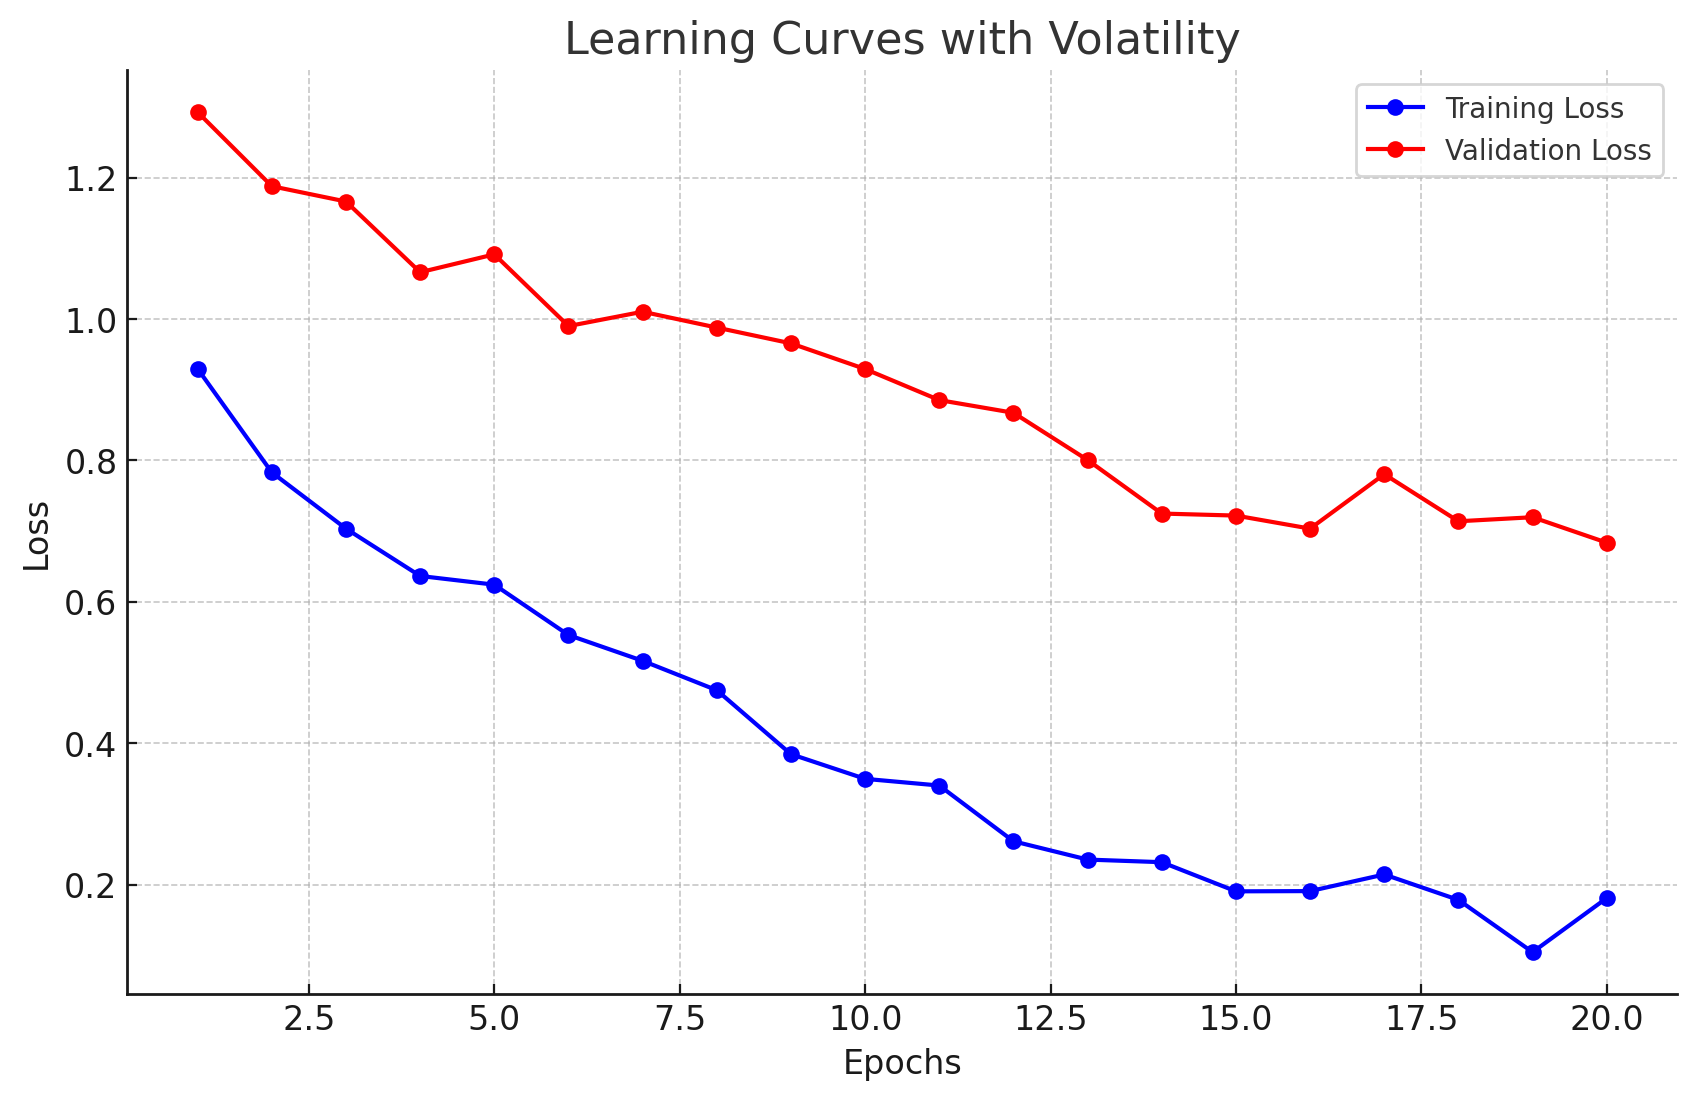 Learning Curves with Volatility
Training Loss
Validation Loss
1.2
1.0
0.8
0.6
0.4
0.2
Loss
2.5 5.0 7.5 10.0 12.5 15.0 17.5 20.0
Epochs